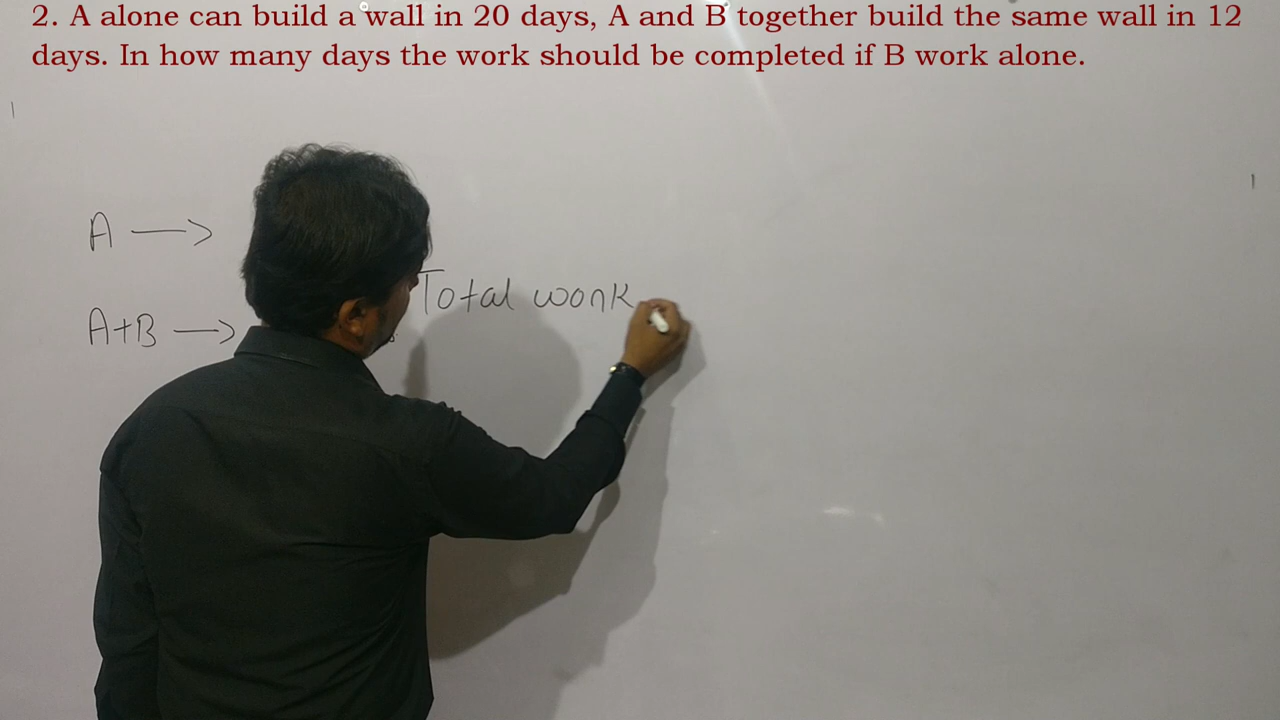 2. A alone can build a wall in 20 days, A and B together build the same wall in 12
days. In how many days the work should be completed if B work alone.
A →
Total work
A+B →